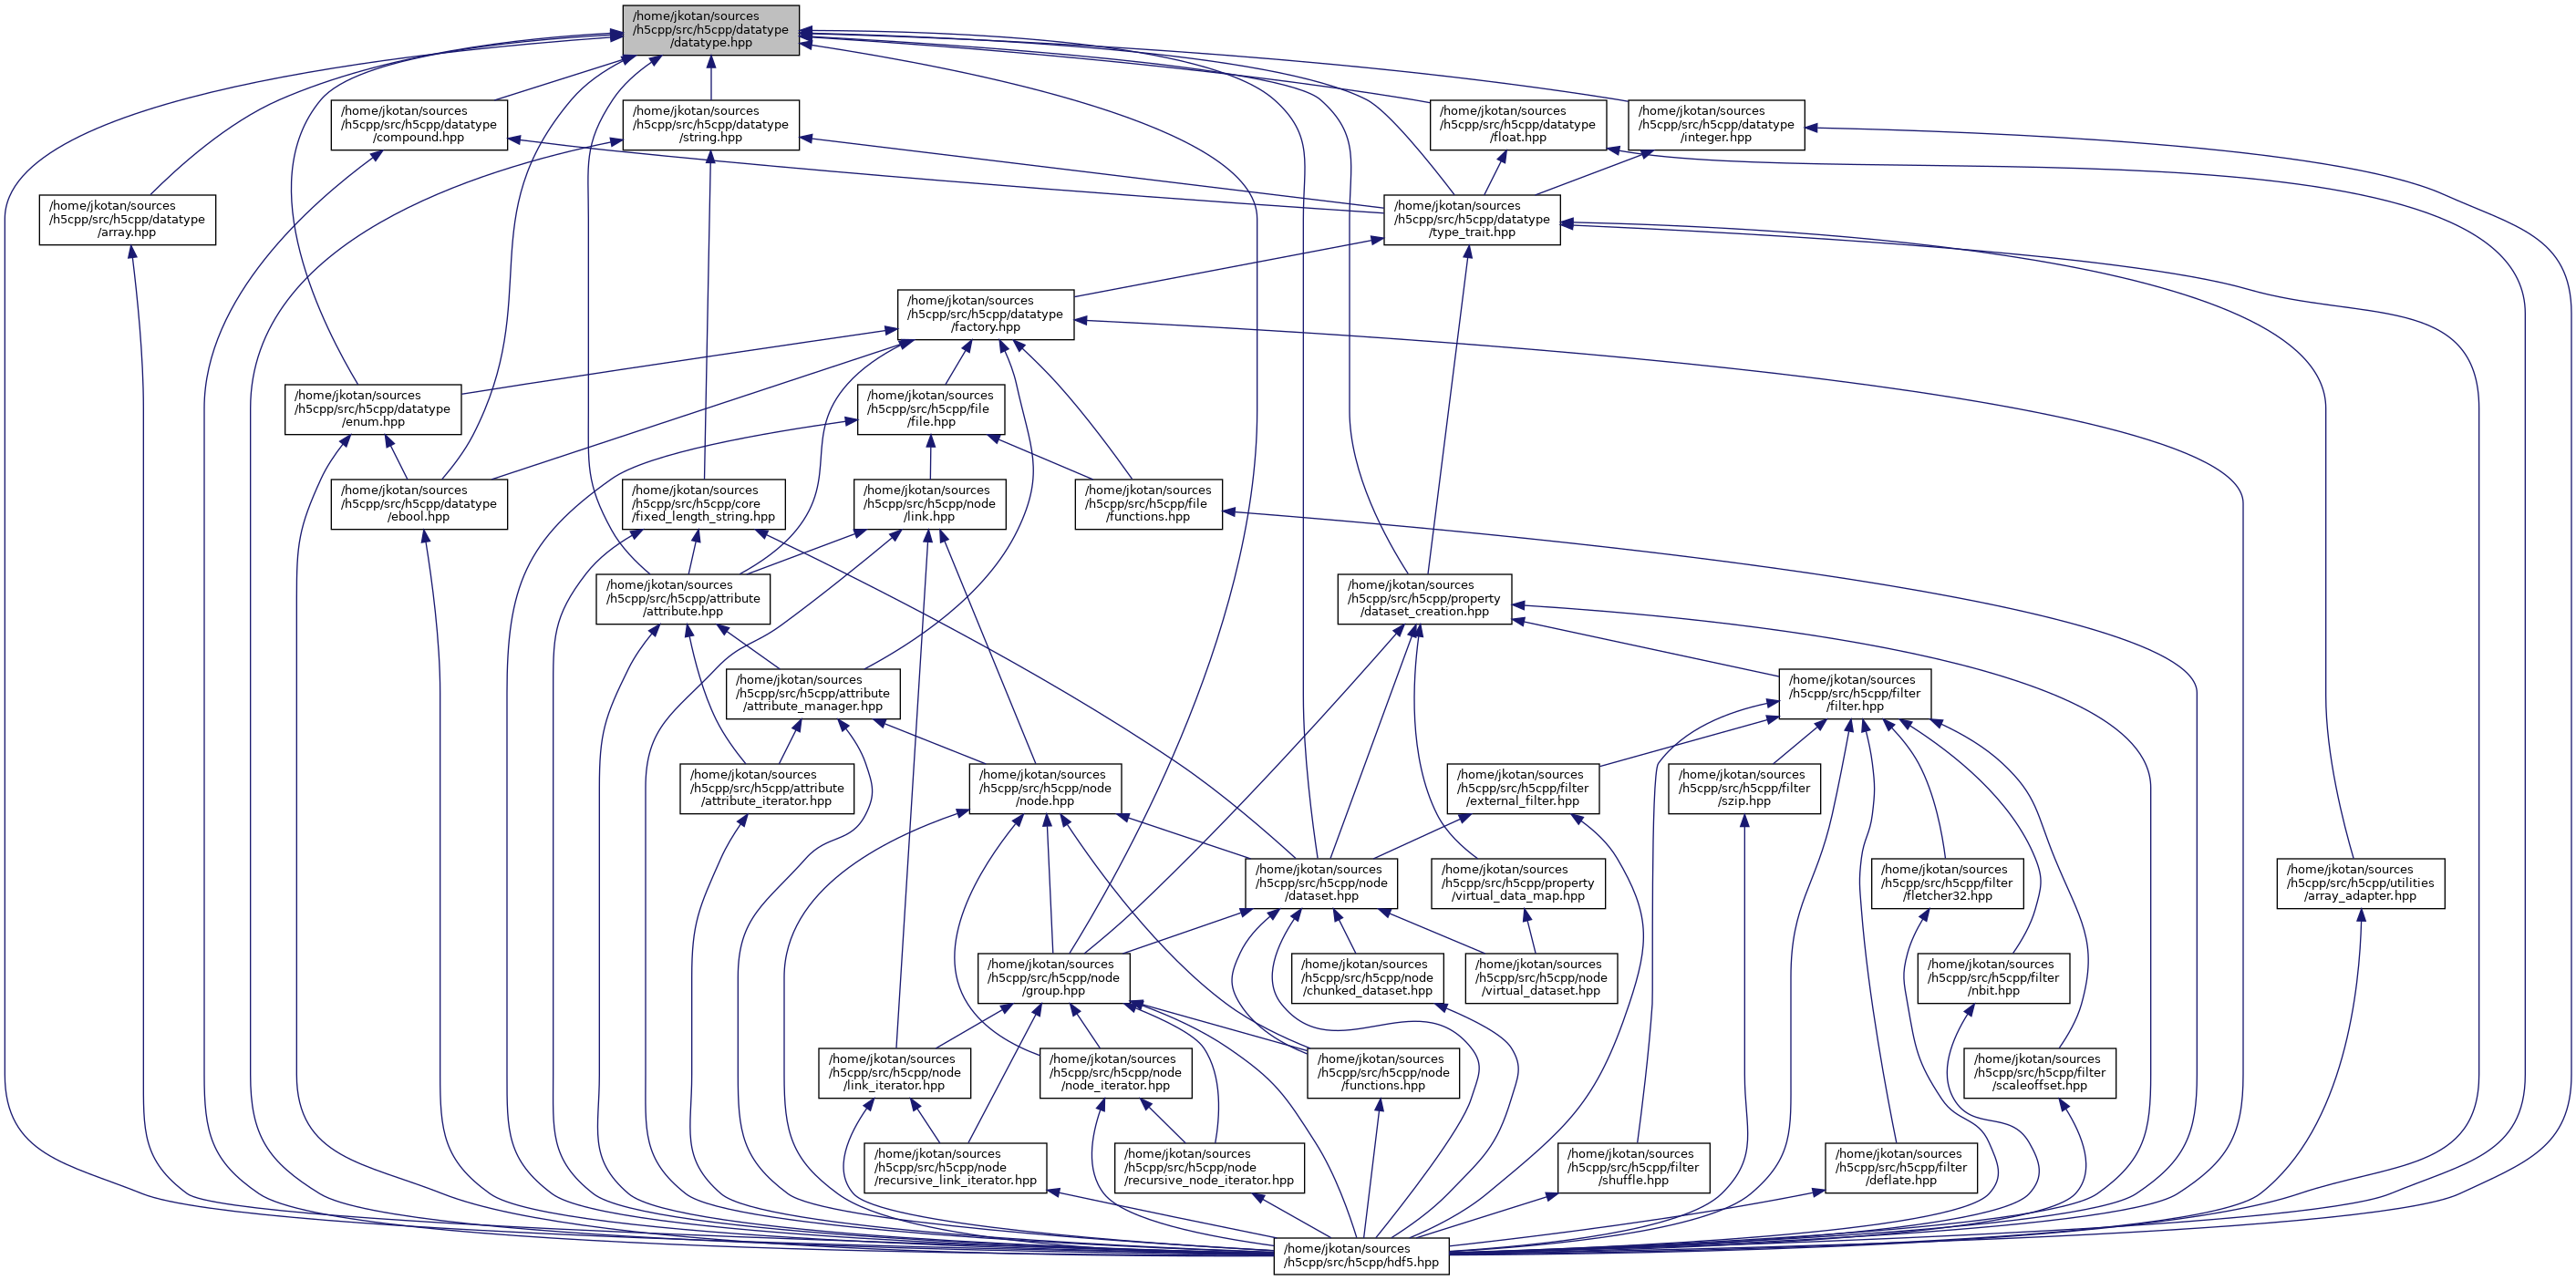 /home/jkotan/sources
/h5cpp/src/h5cpp/datatype
/datatype.hpp
/home/jkotan/sources
/h5cpp/src/h5cpp/datatype
/compound.hpp
/home/jkotan/sources
/h5cpp/src/h5cpp/datatype
/string.hpp
/home/jkotan/sources
/h5cpp/src/h5cpp/datatype
/float.hpp
/home/jkotan/sources
/h5cpp/src/h5cpp/datatype
/integer.hpp
/home/jkotan/sources
/h5cpp/src/h5cpp/datatype
/array.hpp
/home/jkotan/sources
/h5cpp/src/h5cpp/datatype
/type_trait.hpp
/home/jkotan/sources
/h5cpp/src/h5cpp/datatype
/factory.hpp
/home/jkotan/sources
/h5cpp/src/h5cpp/datatype
/enum.hpp
/home/jkotan/sources
/h5cpp/src/h5cpp/file
/file.hpp
/home/jkotan/sources
/h5cpp/src/h5cpp/datatype
/ebool.hpp
/home/jkotan/sources
/h5cpp/src/h5cpp/core
/fixed_length_string.hpp
/home/jkotan/sources
/h5cpp/src/h5cpp/node
/link.hpp
/home/jkotan/sources
/h5cpp/src/h5cpp/file
/functions.hpp
/home/jkotan/sources
/h5cpp/src/h5cpp/attribute
/attribute.hpp
/home/jkotan/sources
/h5cpp/src/h5cpp/property
/dataset_creation.hpp
/home/jkotan/sources
/h5cpp/src/h5cpp/attribute
/attribute_manager.hpp
/home/jkotan/sources
/h5cpp/src/h5cpp/filter
/filter.hpp
/home/jkotan/sources
/h5cpp/src/h5cpp/attribute
/attribute_iterator.hpp
/home/jkotan/sources
/h5cpp/src/h5cpp/node
/node.hpp
/home/jkotan/sources
/h5cpp/src/h5cpp/filter
/external_filter.hpp
/home/jkotan/sources
/h5cpp/src/h5cpp/filter
/szip.hpp
/home/jkotan/sources
/h5cpp/src/h5cpp/node
/dataset.hpp
/home/jkotan/sources
/h5cpp/src/h5cpp/property
/virtual_data_map.hpp
/home/jkotan/sources
/h5cpp/src/h5cpp/filter
/fletcher32.hpp
/home/jkotan/sources
/h5cpp/src/h5cpp/utilities
/array_adapter.hpp
/home/jkotan/sources
/h5cpp/src/h5cpp/node
/group.hpp
/home/jkotan/sources
/h5cpp/src/h5cpp/node
/chunked_dataset.hpp
/home/jkotan/sources
/h5cpp/src/h5cpp/node
/virtual_dataset.hpp
/home/jkotan/sources
/h5cpp/src/h5cpp/filter
/nbit.hpp
/home/jkotan/sources
/h5cpp/src/h5cpp/node
/link_iterator.hpp
/home/jkotan/sources
/h5cpp/src/h5cpp/node
/node_iterator.hpp
/home/jkotan/sources
/h5cpp/src/h5cpp/node
/functions.hpp
/home/jkotan/sources
/h5cpp/src/h5cpp/filter
/scaleoffset.hpp
/home/jkotan/sources
/h5cpp/src/h5cpp/node
/recursive_link_iterator.hpp
/home/jkotan/sources
/h5cpp/src/h5cpp/node
/recursive_node_iterator.hpp
/home/jkotan/sources
/h5cpp/src/h5cpp/filter
/shuffle.hpp
/home/jkotan/sources
/h5cpp/src/h5cpp/filter
/deflate.hpp
/home/jkotan/sources
/h5cpp/src/h5cpp/hdf5.hpp